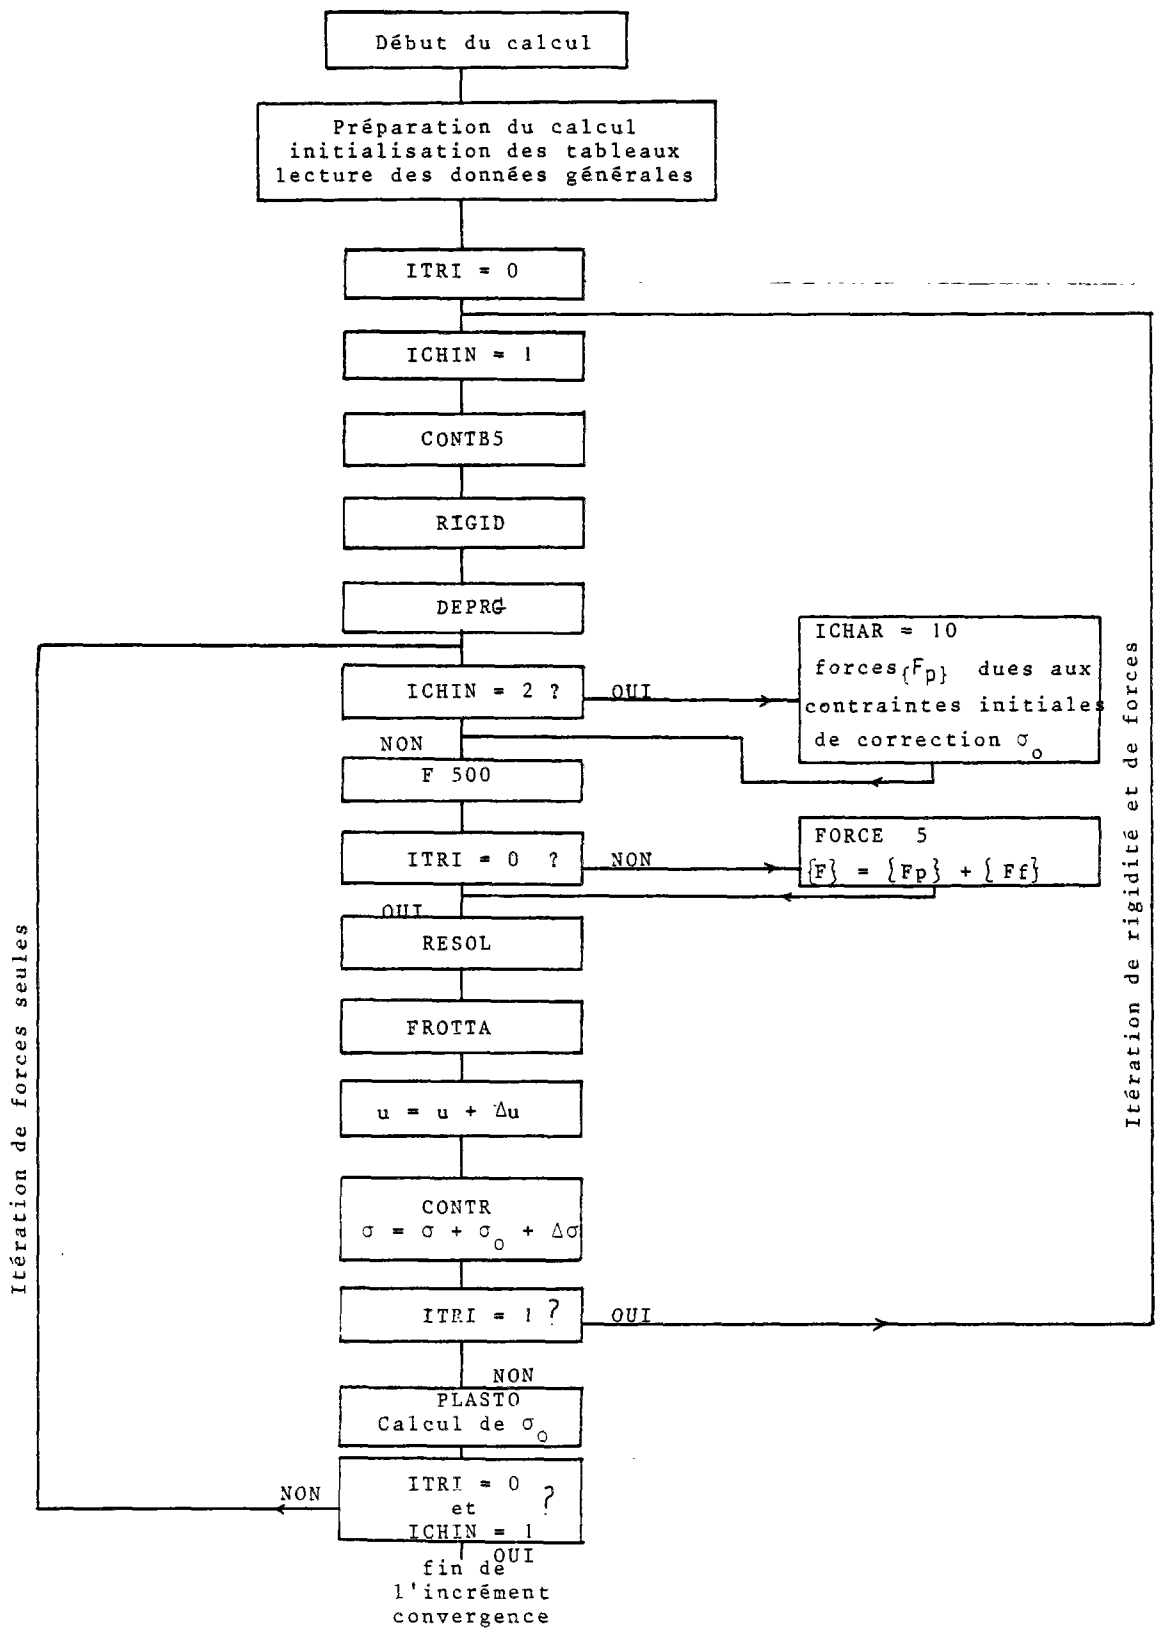 Début du calcul
Préparation du calcul
initialisation des tableaux
lecture des données générales
ITRI = 0
ICHIN = 1
CONTB5
RIGID
DEPRG
ICHIN = 2 ?
OUI
ICHAR = 10
forces {Fp} dues aux
contraintes initiales
de correction σo
NON
F 500
ITRI = 0 ?
NON
FORCE 5
{F} = {Fp} + {Ff}
OUI
RESOL
FROTTA
u = u + Δu
CONTR
σ = σ + σo + Δσ
ITRI = 1 ?
OUI
NON
PLASTO
Calcul de σo
ITRI = 0
et ?
ICHIN = 1
NON
OUI
fin de
l'incrément
convergence
Itération de forces seules
Itération de rigidité et de forces